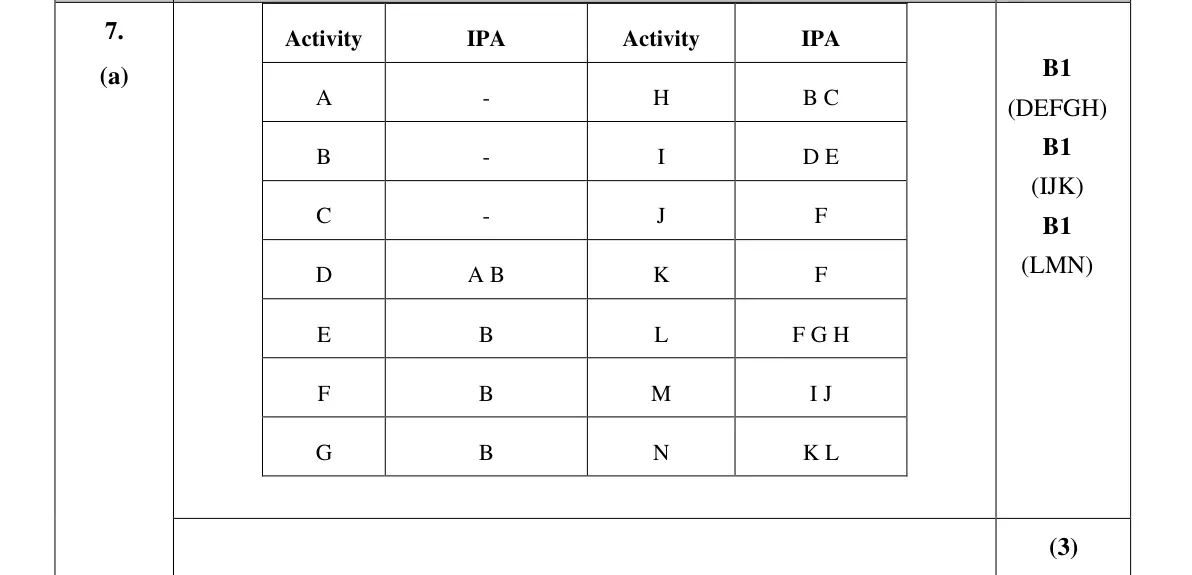 7.
(a)
Activity IPA Activity IPA
A - H B C
B - I D E
C - J F
D A B K F
E B L F G H
F B M I J
G B N K L
B1
(DEFGH)
B1
(IJK)
B1
(LMN)
(3)